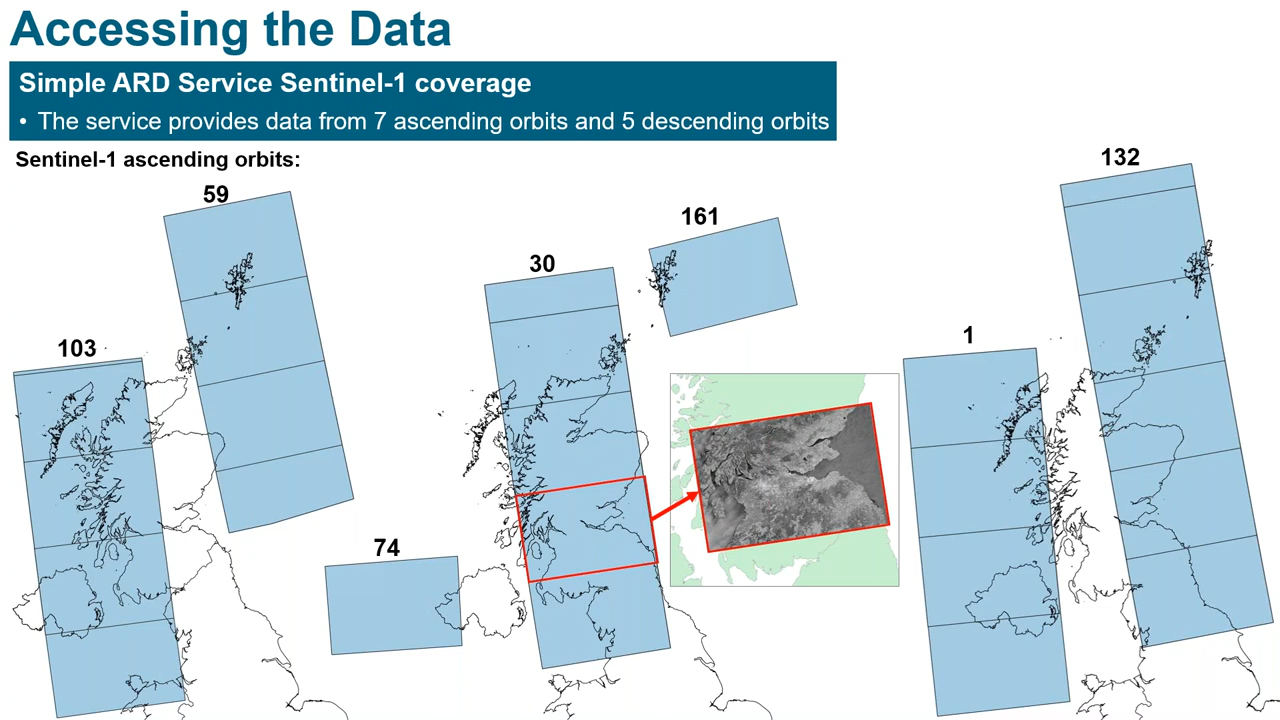 Accessing the Data
Simple ARD Service Sentinel-1 coverage
• The service provides data from 7 ascending orbits and 5 descending orbits
Sentinel-1 ascending orbits:
132
59
161
30
1
103
74